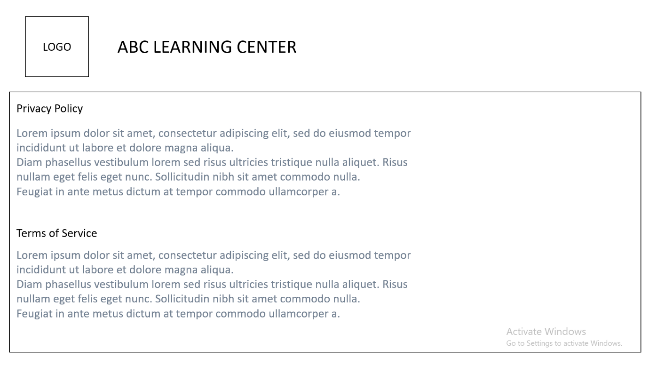 LOGO
ABC LEARNING CENTER
Privacy Policy
Lorem ipsum dolor sit amet, consectetur adipiscing elit, sed do eiusmod tempor
incididunt ut labore et dolore magna aliqua.
Diam phasellus vestibulum lorem sed risus ultricies tristique nulla aliquet. Risus
nullam eget felis eget nunc. Sollicitudin nibh sit amet commodo nulla.
Feugiat in ante metus dictum at tempor commodo ullamcorper a.
Terms of Service
Lorem ipsum dolor sit amet, consectetur adipiscing elit, sed do eiusmod tempor
incididunt ut labore et dolore magna aliqua.
Diam phasellus vestibulum lorem sed risus ultricies tristique nulla aliquet. Risus
nullam eget felis eget nunc. Sollicitudin nibh sit amet commodo nulla.
Feugiat in ante metus dictum at tempor commodo ullamcorper a.
Activate Windows
Go to Settings to activate Windows.